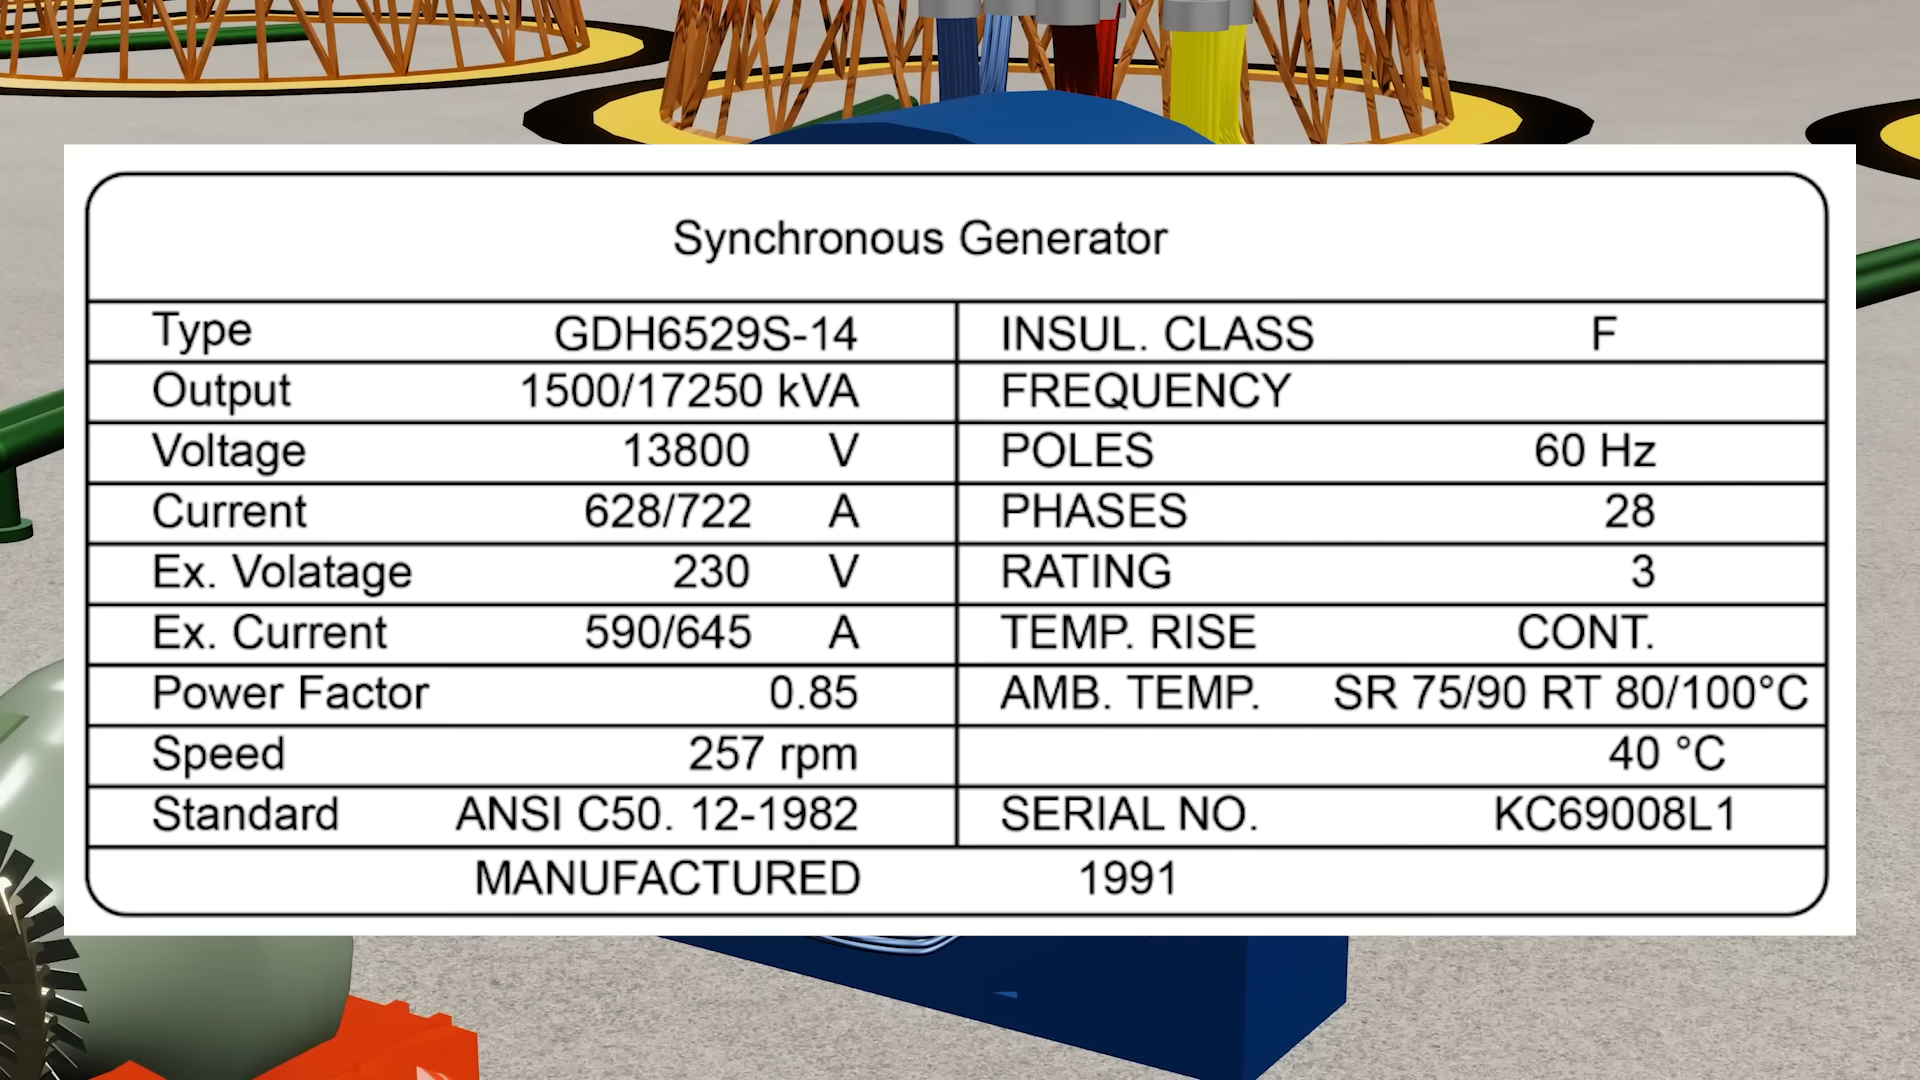 Synchronous Generator
Type GDH6529S-14 INSUL. CLASS F
Output 1500/17250 kVA FREQUENCY
Voltage 13800 V POLES 60 Hz
Current 628/722 A PHASES 28
Ex. Volatage 230 V RATING 3
Ex. Current 590/645 A TEMP. RISE CONT.
Power Factor 0.85 AMB. TEMP. SR 75/90 RT 80/100°C
Speed 257 rpm 40 °C
Standard ANSI C50. 12-1982 SERIAL NO. KC69008L1
MANUFACTURED 1991